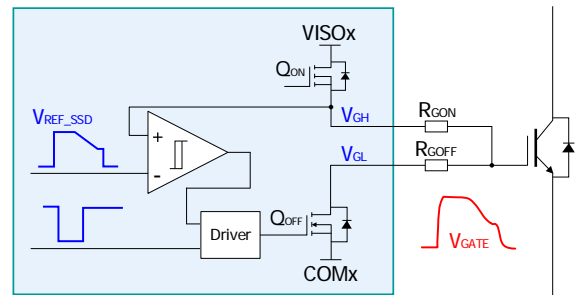 VISOx
QON
VREF_SSD
VGH
RGON
+
-
VGL
RGOFF
QOFF
Driver
COMx
VGATE